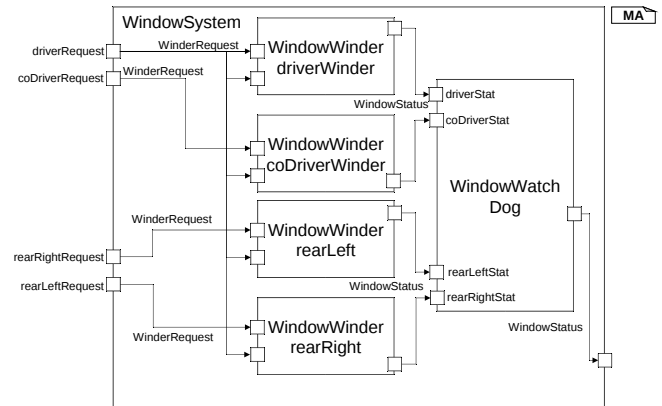 WindowSystem
MA
driverRequest
WinderRequest
WindowWinder
driverWinder
coDriverRequest
WinderRequest
driverStat
WindowStatus
coDriverStat
WindowWinder
coDriverWinder
WindowWatch
Dog
WinderRequest
WindowWinder
rearLeft
rearRightRequest
rearLeftStat
rearLeftRequest
WindowStatus
rearRightStat
WindowWinder
rearRight
WinderRequest
WindowStatus